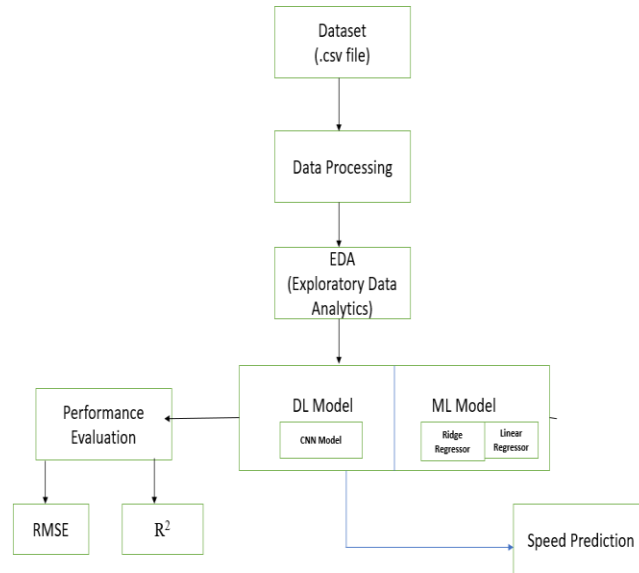 Dataset
(.csv file)
Data Processing
EDA
(Exploratory Data
Analytics)
DL Model
CNN Model
ML Model
Ridge
Regressor
Linear
Regressor
Performance
Evaluation
RMSE
R²
Speed Prediction